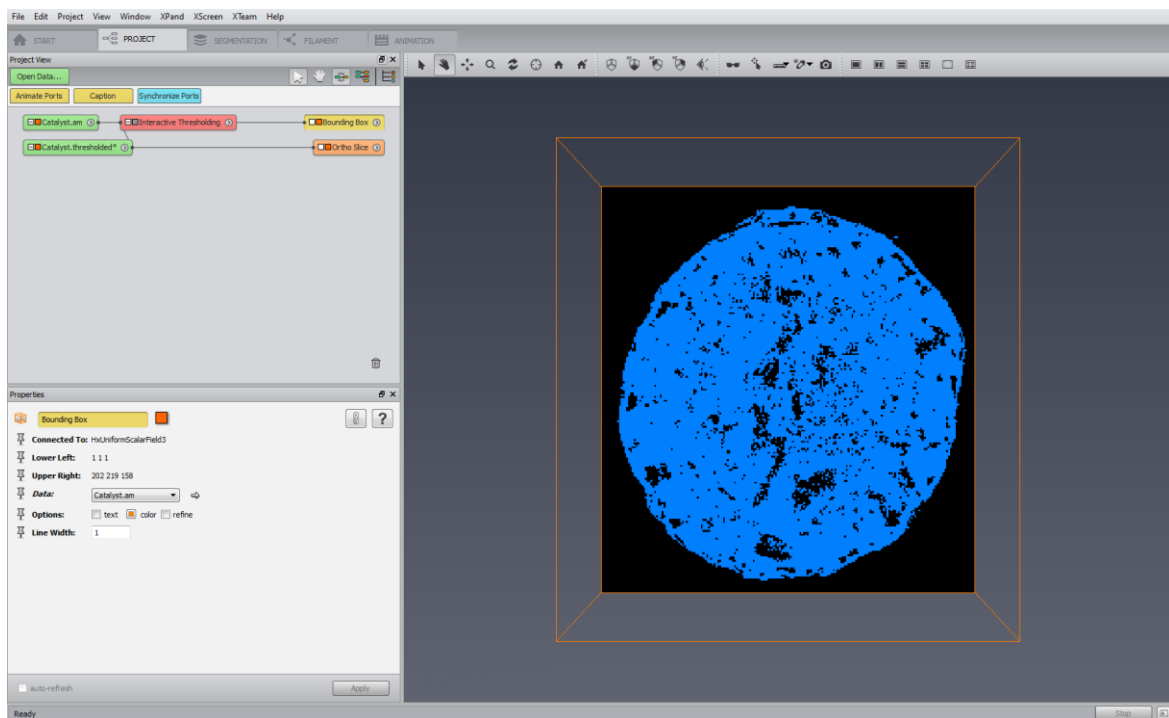 File Edit Project View Window XPand XScreen XTeam Help
START PROJECT SEGMENTATION FILAMENT ANIMATION
Project View
Open Data...
Animate Ports Caption Synchronize Ports
Catalyst.am Interactive Thresholding Bounding Box
Catalyst.thresholded* Ortho Slice
Properties
Bounding Box ?
Connected To: HxUniformScalarField3
Lower Left: 1 1 1
Upper Right: 202 219 158
Data: Catalyst.am
Options: text color refine
Line Width: 1
auto-refresh Apply
Ready Stop